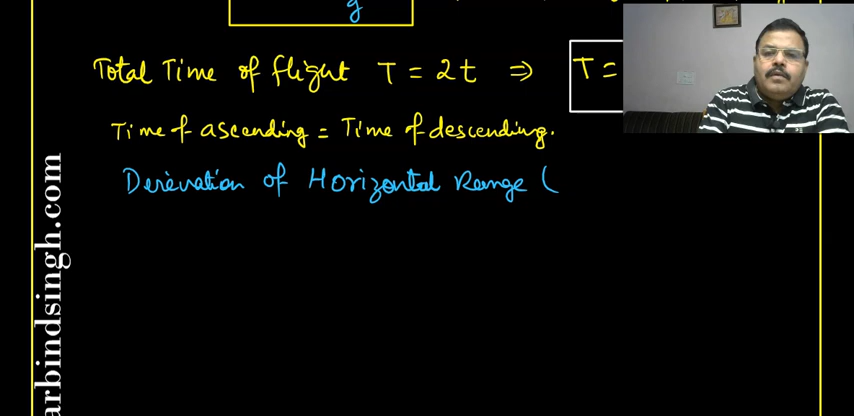 g
Total Time of flight T = 2t ⇒ T =
Time of ascending = Time of descending.
Derivation of Horizontal Range (
arbindsingh.com